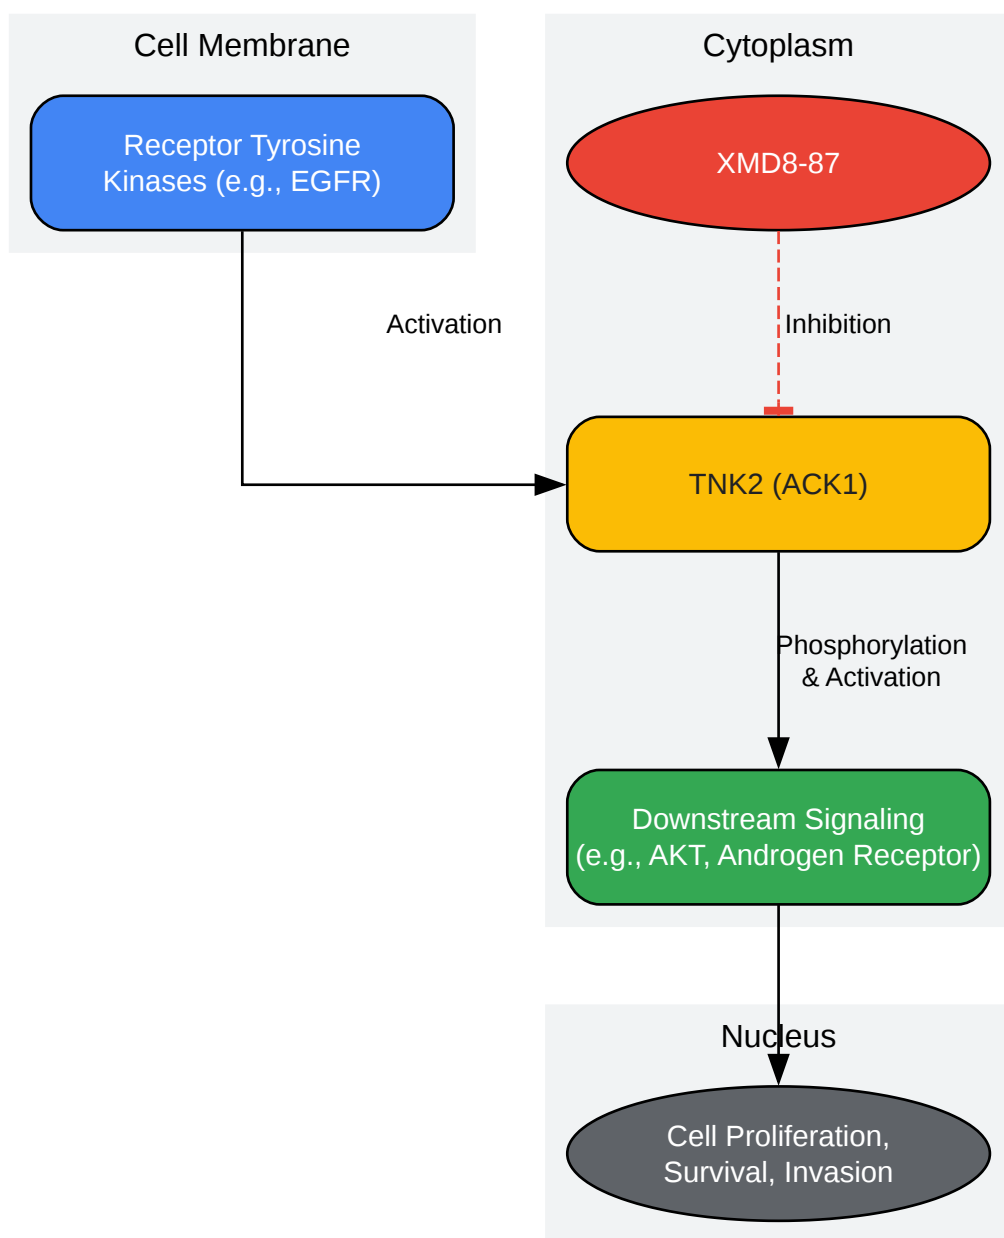 Cell Membrane
Cytoplasm
Receptor Tyrosine
Kinases (e.g., EGFR)
XMD8-87
Activation
Inhibition
TNK2 (ACK1)
Phosphorylation
& Activation
Downstream Signaling
(e.g., AKT, Androgen Receptor)
Nucleus
Cell Proliferation,
Survival, Invasion